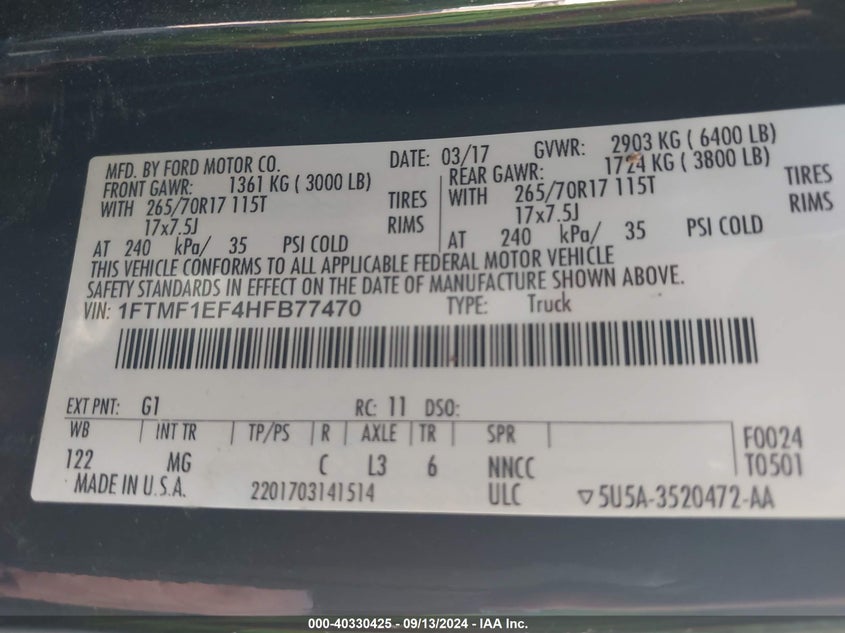 MFD. BY FORD MOTOR CO. DATE: 03/17 GVWR: 2903 KG ( 6400 LB)
FRONT GAWR: 1361 KG ( 3000 LB) REAR GAWR: 1724 KG ( 3800 LB)
WITH 265/70R17 115T TIRES WITH 265/70R17 115T TIRES
17x7.5J RIMS 17x7.5J RIMS
AT 240 kPa/ 35 PSI COLD AT 240 kPa/ 35 PSI COLD
THIS VEHICLE CONFORMS TO ALL APPLICABLE FEDERAL MOTOR VEHICLE
SAFETY STANDARDS IN EFFECT ON THE DATE OF MANUFACTURE SHOWN ABOVE.
VIN: 1FTMF1EF4HFB77470 TYPE: Truck
EXT PNT: G1 RC: 11 DSO:
WB INT TR TP/PS R AXLE TR SPR F0024
122 MG C L3 6 NNCC T0501
MADE IN U.S.A. 2201703141514 ULC ▽5U5A-3520472-AA
000-40330425 - 09/13/2024 - IAA Inc.